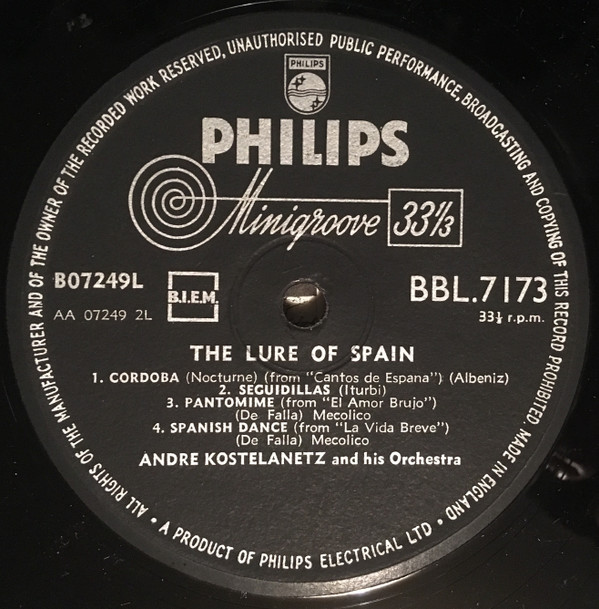 ALL RIGHTS OF THE MANUFACTURER AND OF THE OWNER OF THE RECORDED WORK RESERVED, UNAUTHORISED PUBLIC PERFORMANCE, BROADCASTING AND COPYING OF THIS RECORD PROHIBITED. MADE IN ENGLAND
PHILIPS
PHILIPS
Minigroove 33⅓
B07249L
B.I.E.M.
BBL.7173
AA 07249 2L
33⅓ r.p.m.
THE LURE OF SPAIN
1. CORDOBA (Nocturne) (from "Cantos de Espana") (Albeniz)
2. SEGUIDILLAS (Iturbi)
3. PANTOMIME (from "El Amor Brujo")
(De Falla) Mecolico
4. SPANISH DANCE (from "La Vida Breve")
(De Falla) Mecolico
ANDRE KOSTELANETZ and his Orchestra
• A PRODUCT OF PHILIPS ELECTRICAL LTD •